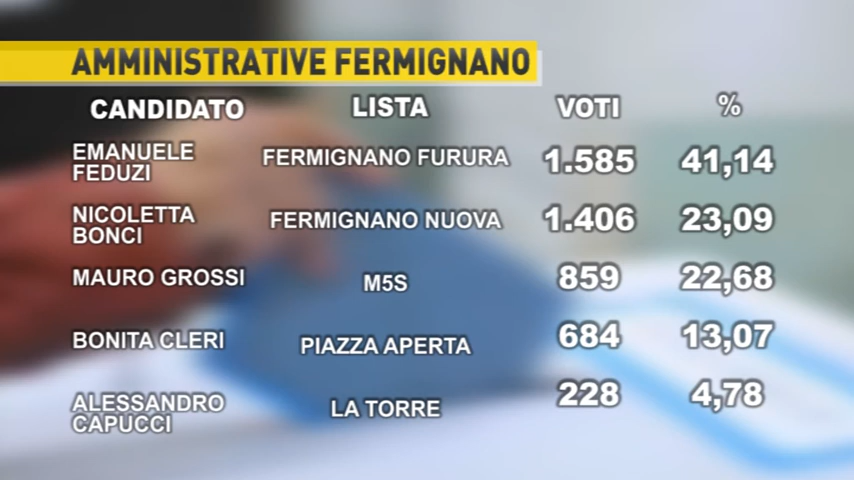 AMMINISTRATIVE FERMIGNANO
CANDIDATO LISTA VOTI %
EMANUELE FEDUZI FERMIGNANO FURURA 1.585 41,14
NICOLETTA BONCI FERMIGNANO NUOVA 1.406 23,09
MAURO GROSSI M5S 859 22,68
BONITA CLERI PIAZZA APERTA 684 13,07
ALESSANDRO CAPUCCI LA TORRE 228 4,78